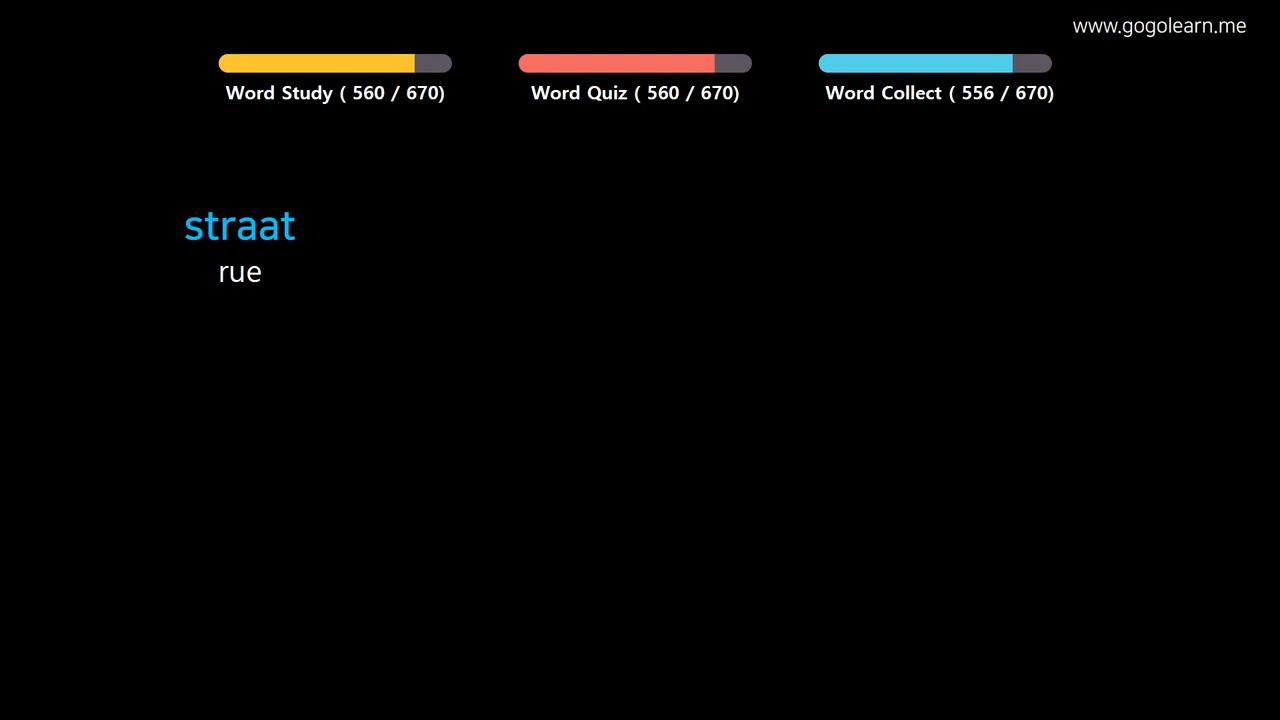 www.gogolearn.me
Word Study ( 560 / 670)
Word Quiz ( 560 / 670)
Word Collect ( 556 / 670)
straat
rue